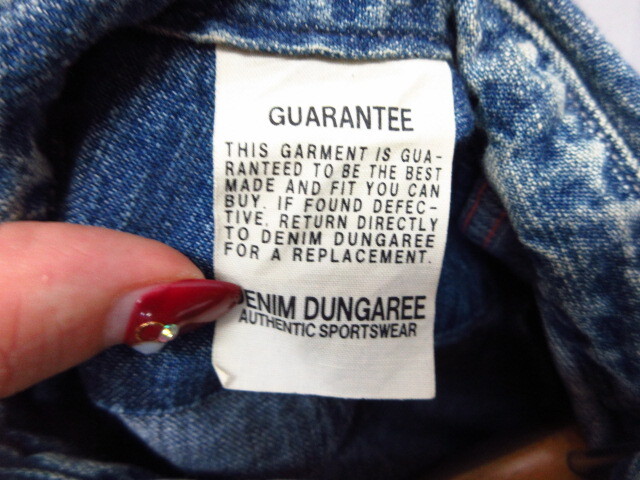 GUARANTEE
THIS GARMENT IS GUA-
RANTEED TO BE THE BEST
MADE AND FIT YOU CAN
BUY. IF FOUND DEFEC-
TIVE, RETURN DIRECTLY
TO DENIM DUNGAREE
FOR A REPLACEMENT.
DENIM DUNGAREE
AUTHENTIC SPORTSWEAR